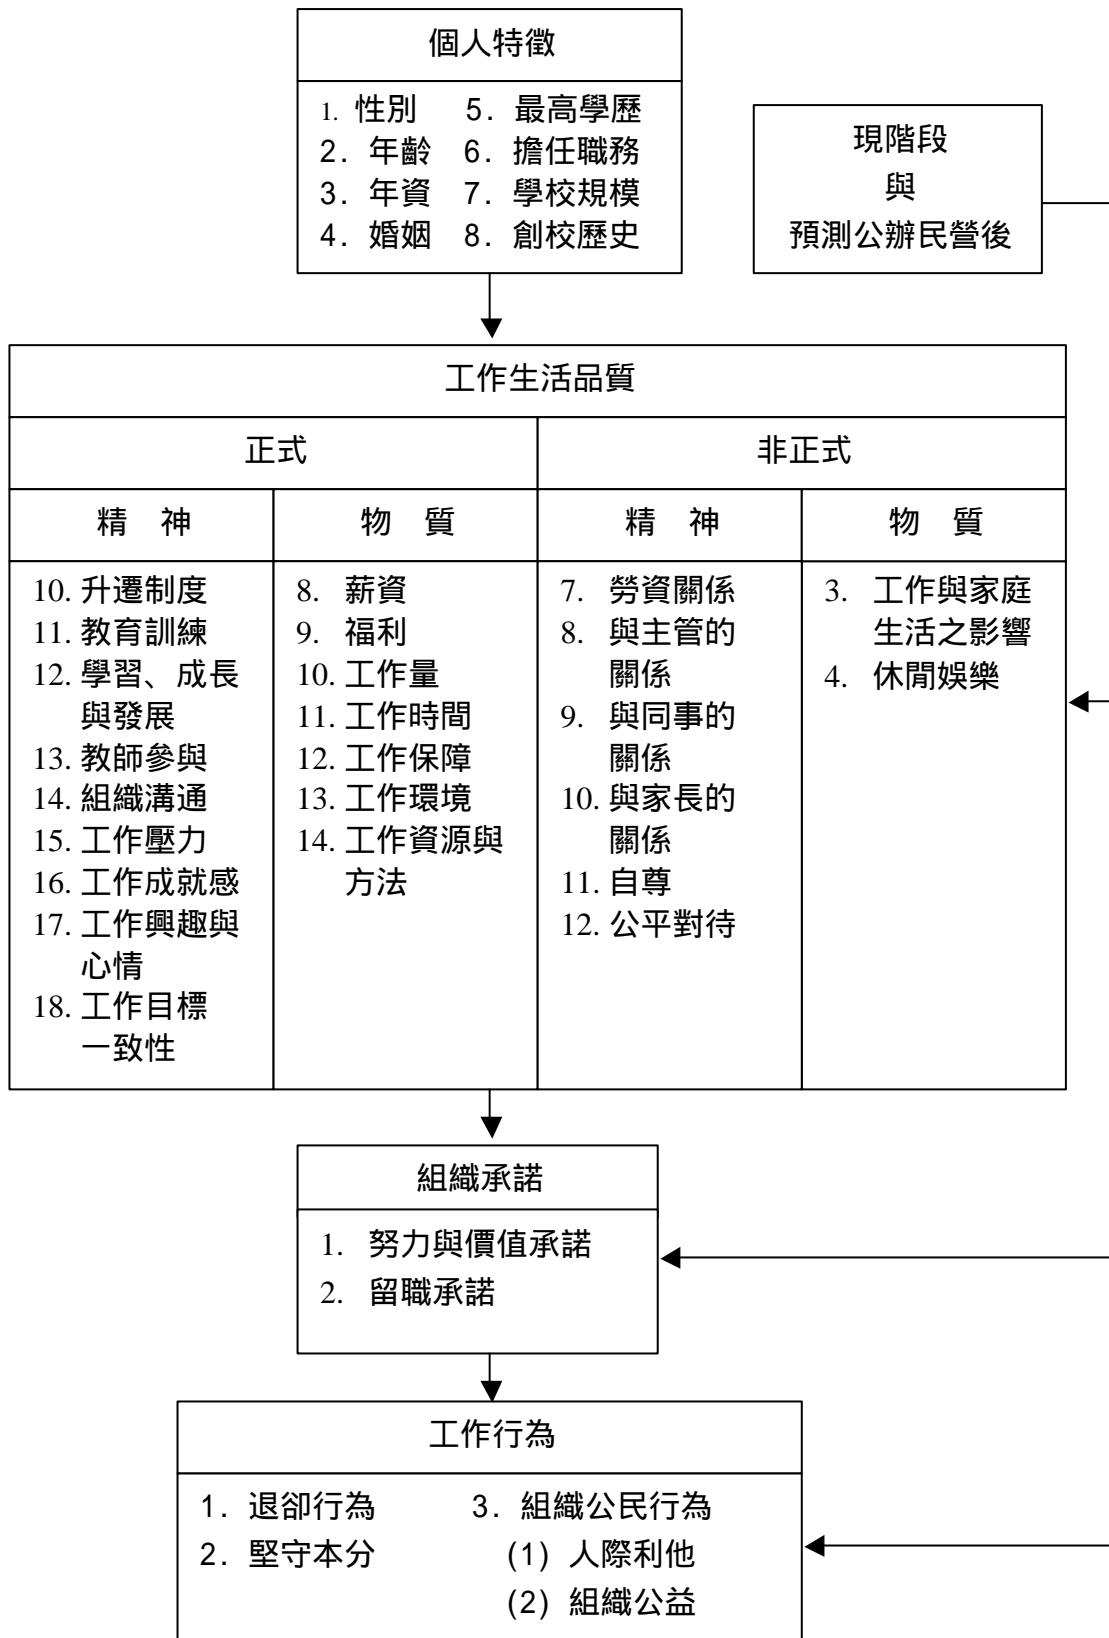 個人特徵
1. 性別 5. 最高學歷
2. 年齡 6. 擔任職務
3. 年資 7. 學校規模
4. 婚姻 8. 創校歷史
現階段
與
預測公辦民營後
工作生活品質
正式
非正式
精 神
物 質
精 神
物 質
10. 升遷制度
11. 教育訓練
12. 學習、成長
與發展
13. 教師參與
14. 組織溝通
15. 工作壓力
16. 工作成就感
17. 工作興趣與
心情
18. 工作目標
一致性
8. 薪資
9. 福利
10. 工作量
11. 工作時間
12. 工作保障
13. 工作環境
14. 工作資源與
方法
7. 勞資關係
8. 與主管的
關係
9. 與同事的
關係
10. 與家長的
關係
11. 自尊
12. 公平對待
3. 工作與家庭
生活之影響
4. 休閒娛樂
組織承諾
1. 努力與價值承諾
2. 留職承諾
工作行為
1. 退卻行為
2. 堅守本分
3. 組織公民行為
(1) 人際利他
(2) 組織公益